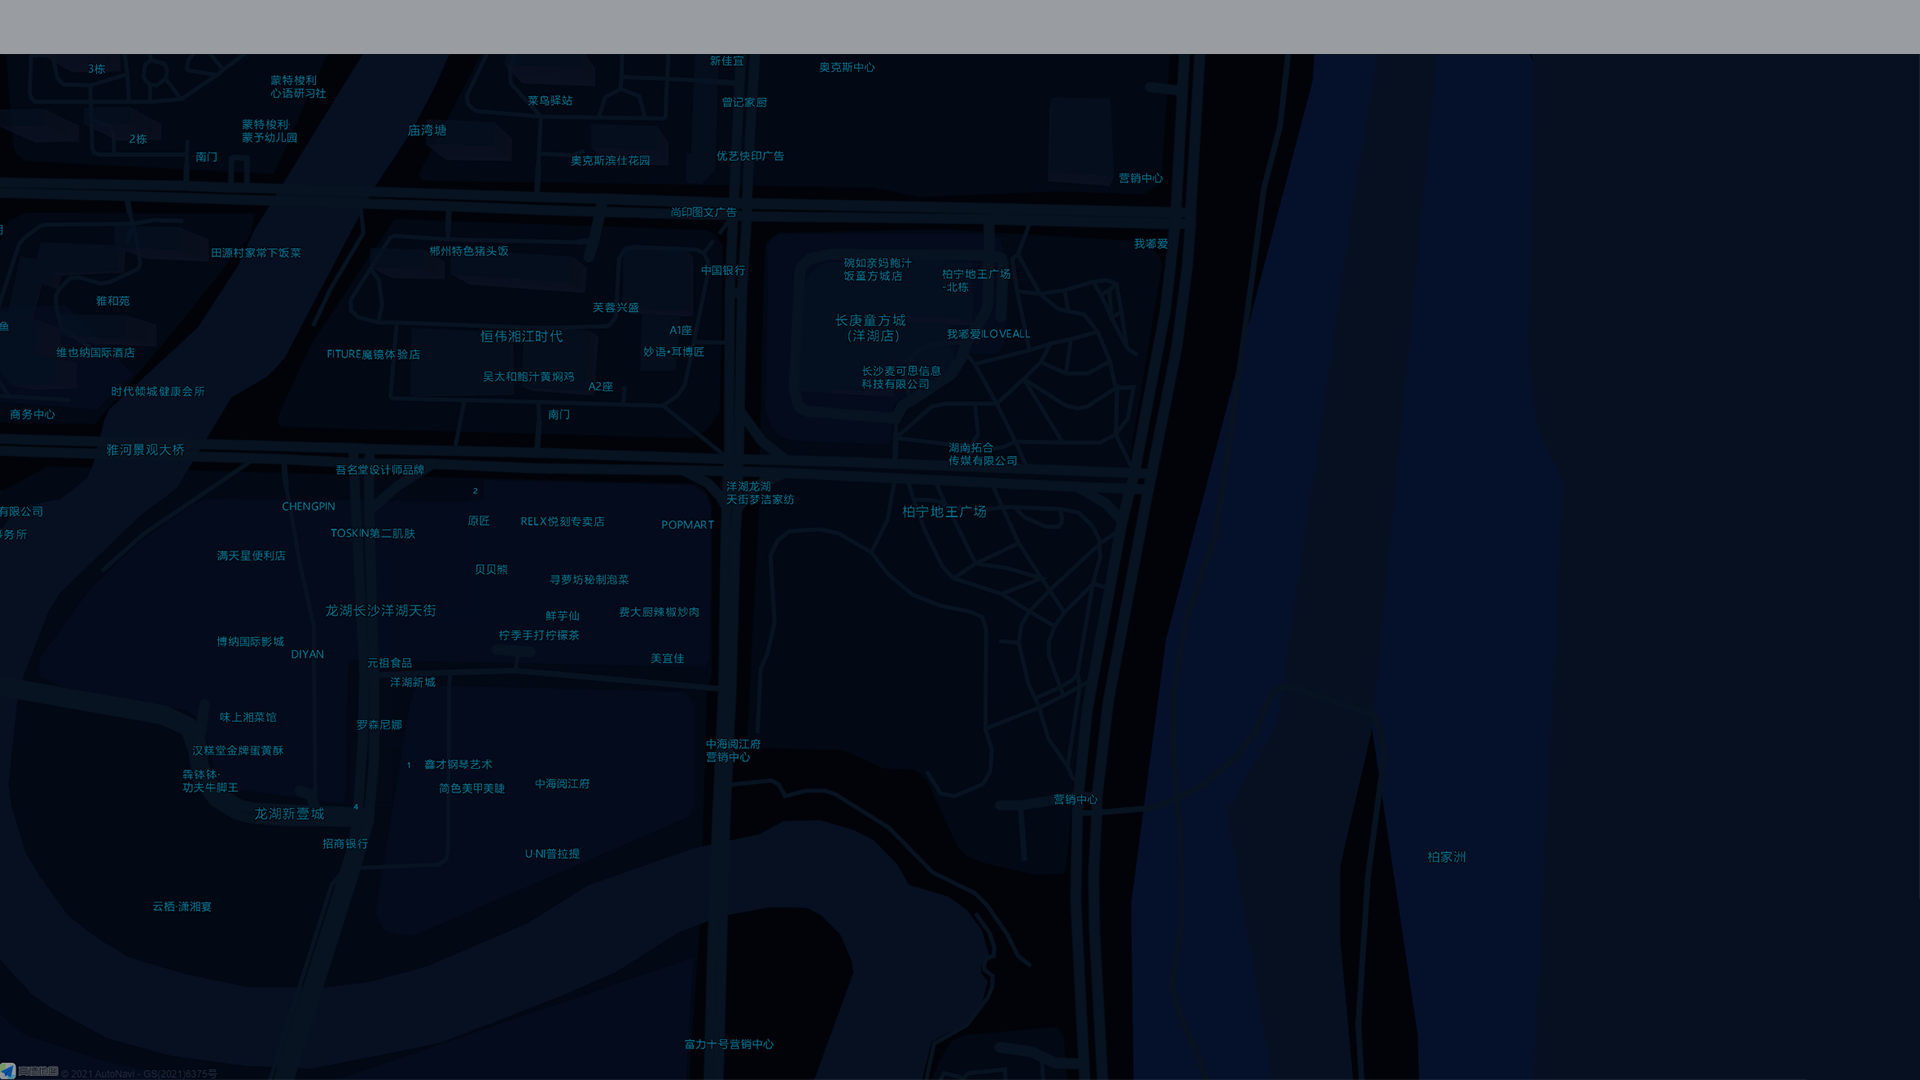 新佳宜
奥克斯中心
3栋
蒙特梭利
心语研习社
菜鸟驿站
曾记家厨
蒙特梭利·
蒙予幼儿园
庙湾塘
2栋
南门
奥克斯滨仕花园
优艺快印广告
营销中心
尚印图文广告
我嘟爱
田源村家常下饭菜
郴州特色猪头饭
中国银行
碗如亲妈鲍汁
饭童方城店
柏宁地王广场
-北栋
雅和苑
芙蓉兴盛
长庚童方城
(洋湖店)
鱼
恒伟湘江时代
A1座
我嘟爱ILOVEALL
维也纳国际酒店
FITURE魔镜体验店
妙语•耳博匠
长沙麦可思信息
科技有限公司
吴太和鲍汁黄焖鸡
A2座
时代倾城健康会所
商务中心
南门
雅河景观大桥
湖南拓合
传媒有限公司
吾名堂设计师品牌
2
洋湖龙湖
天街梦洁家纺
CHENGPIN
有限公司
原匠
RELX悦刻专卖店
POPMART
柏宁地王广场
事务所
TOSKIN第二肌肤
满天星便利店
贝贝熊
寻萝坊秘制泡菜
龙湖长沙洋湖天街
鲜芋仙
费大厨辣椒炒肉
柠季手打柠檬茶
博纳国际影城
DIYAN
元祖食品
美宜佳
洋湖新城
味上湘菜馆
罗森尼娜
汉糕堂金牌蛋黄酥
中海阅江府
营销中心
1
鑫才钢琴艺术
犇钵钵·
功夫牛脚王
简色美甲美睫
中海阅江府
营销中心
4
龙湖新壹城
招商银行
U·NI普拉提
柏家洲
云栖·潇湘宴
富力十号营销中心
高德地图
© 2021 AutoNavi - GS(2021)6375号